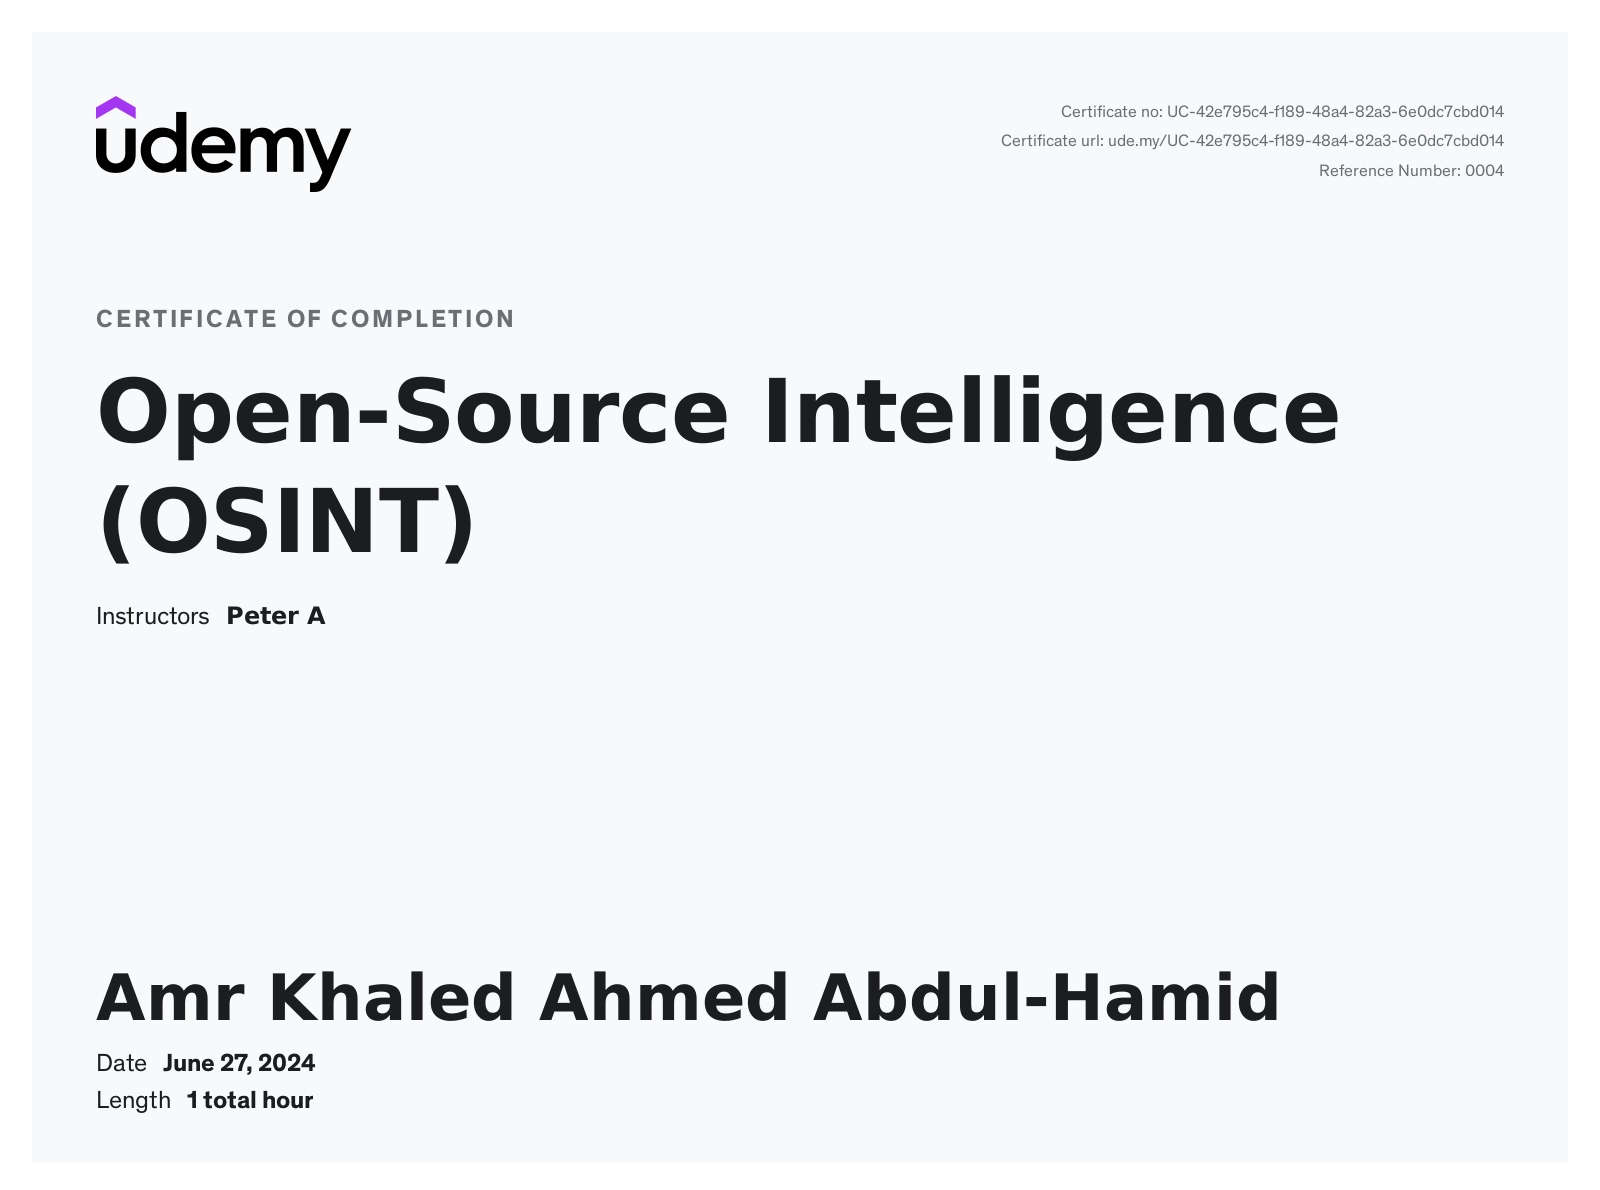 udemy
Certificate no: UC-42e795c4-f189-48a4-82a3-6e0dc7cbd014
Certificate url: ude.my/UC-42e795c4-f189-48a4-82a3-6e0dc7cbd014
Reference Number: 0004
CERTIFICATE OF COMPLETION
Open-Source Intelligence
(OSINT)
Instructors Peter A
Amr Khaled Ahmed Abdul-Hamid
Date June 27, 2024
Length 1 total hour